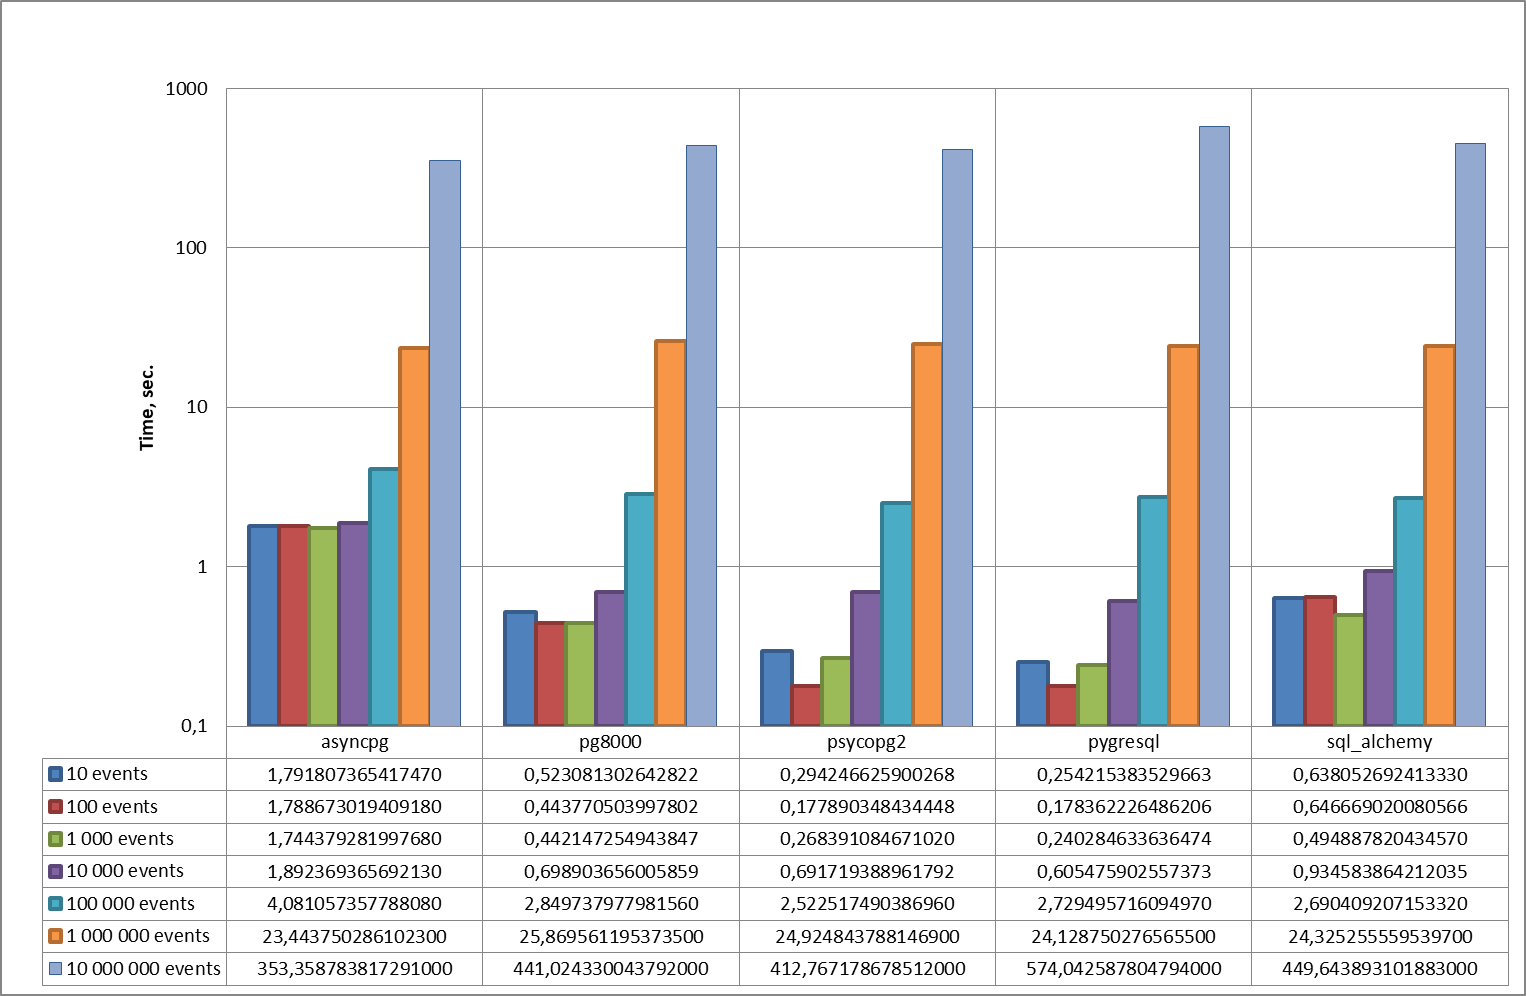 1000
100
10
1
0,1
Time, sec.
asyncpg pg8000 psycopg2 pygresql sql_alchemy
10 events 1,791807365417470 0,523081302642822 0,294246625900268 0,254215383529663 0,638052692413330
100 events 1,788673019409180 0,443770503997802 0,177890348434448 0,178362226486206 0,646669020080566
1 000 events 1,744379281997680 0,442147254943847 0,268391084671020 0,240284633636474 0,494887820434570
10 000 events 1,892369365692130 0,698903656005859 0,691719388961792 0,605475902557373 0,934583864212035
100 000 events 4,081057357788080 2,849737977981560 2,522517490386960 2,729495716094970 2,690409207153320
1 000 000 events 23,443750286102300 25,869561195373500 24,924843788146900 24,128750276565500 24,325255559539700
10 000 000 events 353,358783817291000 441,024330043792000 412,767178678512000 574,042587804794000 449,643893101883000